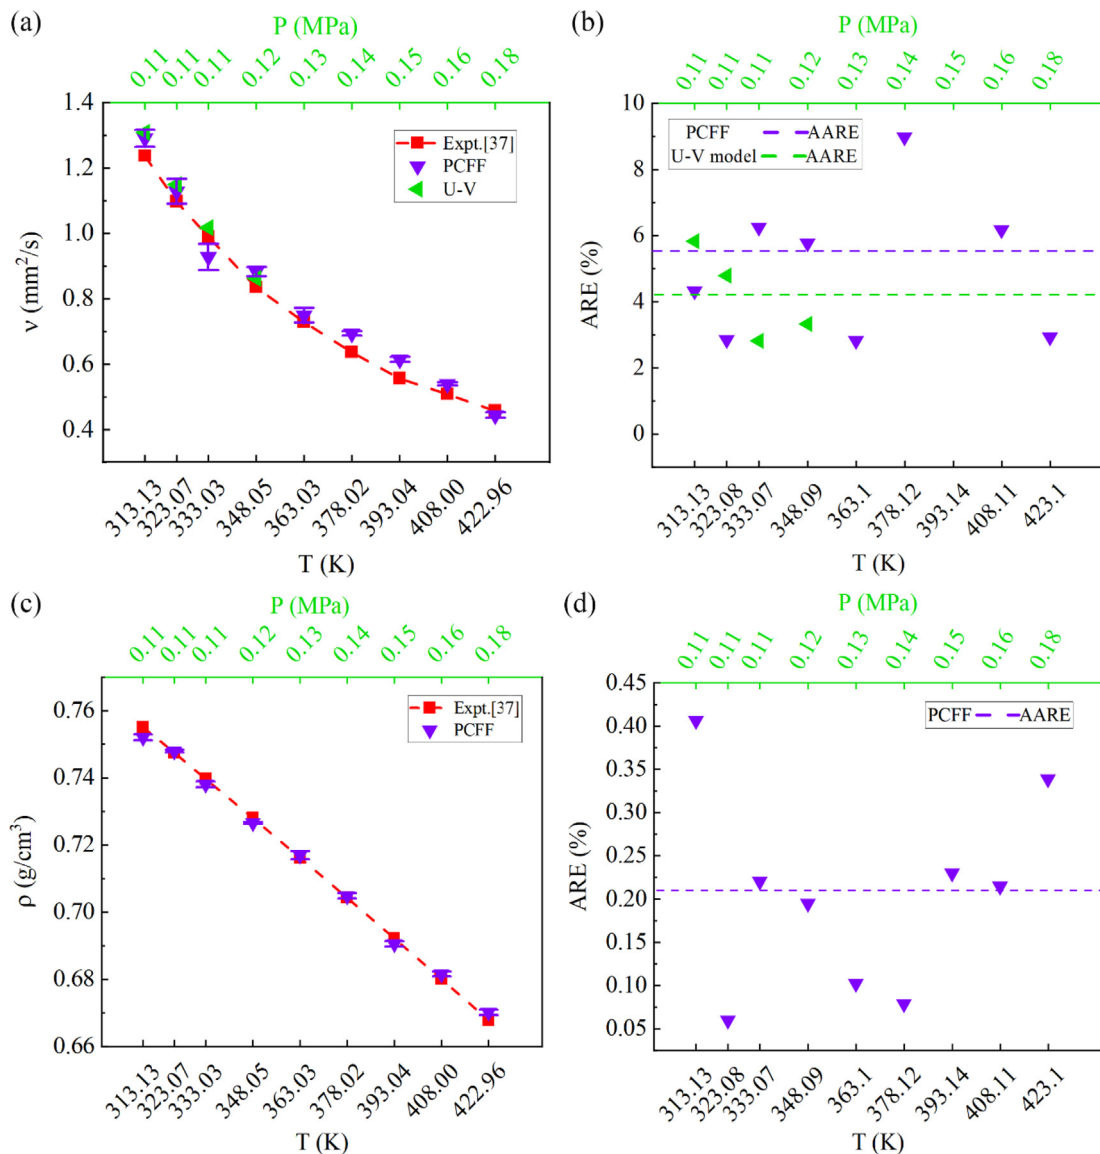 (a)
P (MPa)
0.11 0.11 0.11 0.12 0.13 0.14 0.15 0.16 0.18
1.4
1.2
1.0
0.8
0.6
0.4
ν (mm²/s)
Expt.[37]
PCFF
U-V
313.13 323.07 333.03 348.05 363.03 378.02 393.04 408.00 422.96
T (K)
(b)
P (MPa)
0.11 0.11 0.11 0.12 0.13 0.14 0.15 0.16 0.18
10
8
6
4
2
0
ARE (%)
PCFF AARE
U-V model AARE
313.13 323.08 333.07 348.09 363.1 378.12 393.14 408.11 423.1
T (K)
(c)
P (MPa)
0.11 0.11 0.11 0.12 0.13 0.14 0.15 0.16 0.18
0.76
0.74
0.72
0.70
0.68
0.66
ρ (g/cm³)
Expt.[37]
PCFF
313.13 323.07 333.03 348.05 363.03 378.02 393.04 408.00 422.96
T (K)
(d)
P (MPa)
0.11 0.11 0.11 0.12 0.13 0.14 0.15 0.16 0.18
0.45
0.40
0.35
0.30
0.25
0.20
0.15
0.10
0.05
ARE (%)
PCFF AARE
313.13 323.08 333.07 348.09 363.1 378.12 393.14 408.11 423.1
T (K)